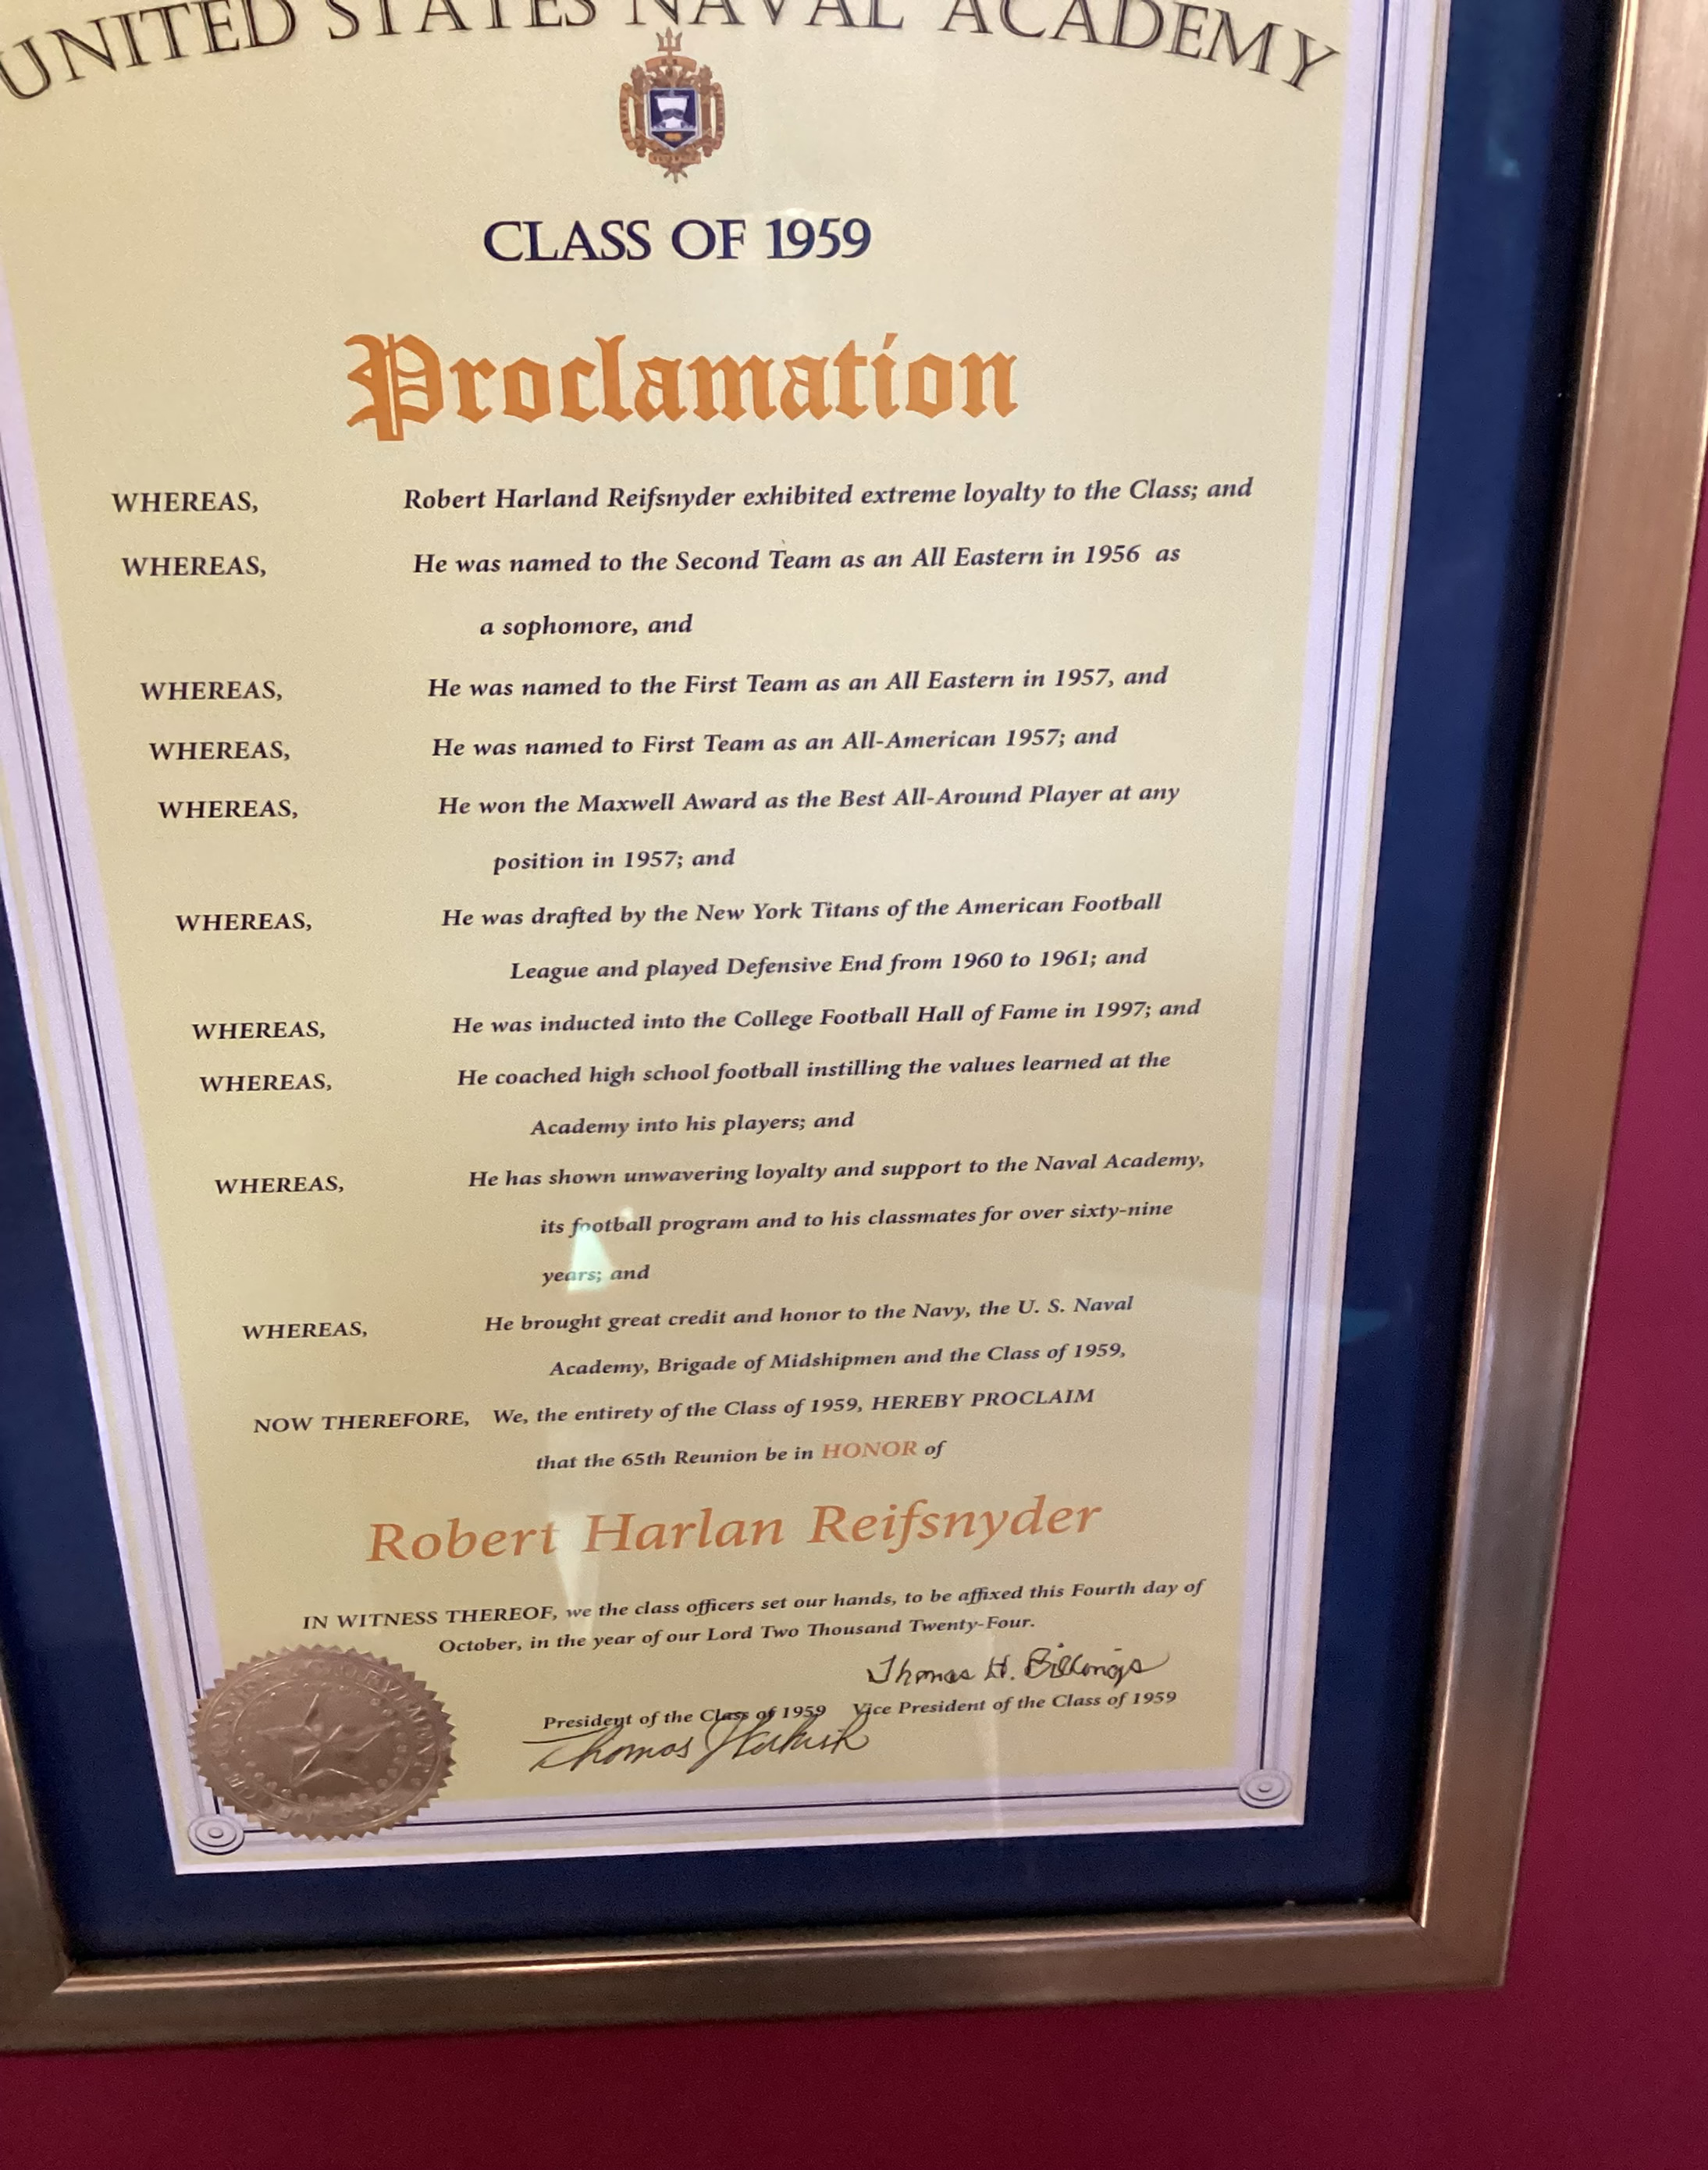 UNITED STATES NAVAL ACADEMY
CLASS OF 1959
Proclamation
WHEREAS, Robert Harland Reifsnyder exhibited extreme loyalty to the Class; and
WHEREAS, He was named to the Second Team as an All Eastern in 1956 as
a sophomore, and
WHEREAS, He was named to the First Team as an All Eastern in 1957, and
WHEREAS, He was named to First Team as an All-American 1957; and
WHEREAS, He won the Maxwell Award as the Best All-Around Player at any
position in 1957; and
WHEREAS, He was drafted by the New York Titans of the American Football
League and played Defensive End from 1960 to 1961; and
WHEREAS, He was inducted into the College Football Hall of Fame in 1997; and
WHEREAS, He coached high school football instilling the values learned at the
Academy into his players; and
WHEREAS, He has shown unwavering loyalty and support to the Naval Academy,
its football program and to his classmates for over sixty-nine
years; and
WHEREAS, He brought great credit and honor to the Navy, the U. S. Naval
Academy, Brigade of Midshipmen and the Class of 1959,
NOW THEREFORE, We, the entirety of the Class of 1959, HEREBY PROCLAIM
that the 65th Reunion be in HONOR of
Robert Harlan Reifsnyder
IN WITNESS THEREOF, we the class officers set our hands, to be affixed this Fourth day of
October, in the year of our Lord Two Thousand Twenty-Four.
Thomas H. Billings
President of the Class of 1959 Vice President of the Class of 1959
Thomas